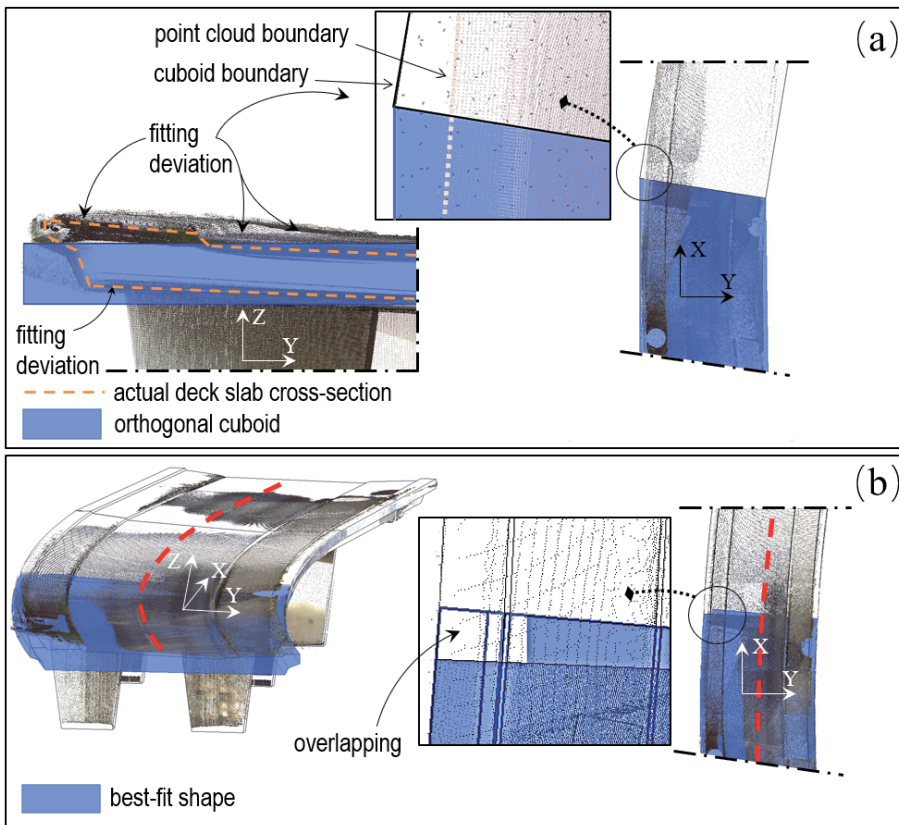 (a)
point cloud boundary
cuboid boundary
fitting
deviation
X
Y
Z
Y
fitting
deviation
actual deck slab cross-section
orthogonal cuboid
(b)
Z
X
Y
X
Y
overlapping
best-fit shape